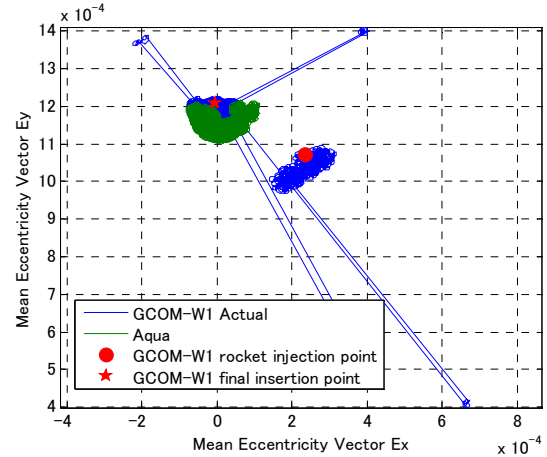 x 10⁻⁴
14
13
12
11
10
9
8
7
6
5
4
Mean Eccentricity Vector Ey
GCOM-W1 Actual
Aqua
GCOM-W1 rocket injection point
GCOM-W1 final insertion point
-4
-2
0
2
4
6
8
Mean Eccentricity Vector Ex
x 10⁻⁴